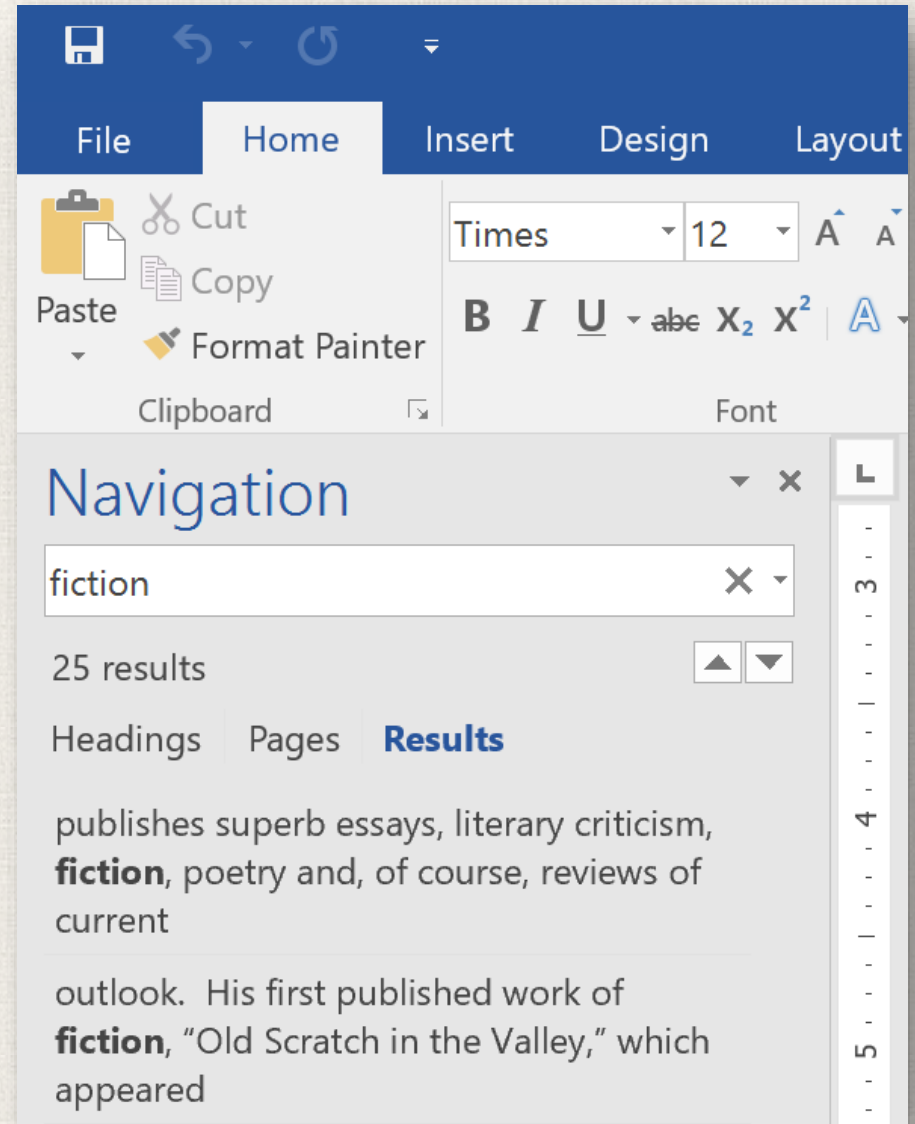 File Home Insert Design Layout
Cut
Times 12 A A
Copy
Paste
B I U abc X₂ X² A
Format Painter
Clipboard Font
Navigation
L
fiction
3
25 results
Headings Pages Results
publishes superb essays, literary criticism,
4
fiction, poetry and, of course, reviews of
current
outlook.  His first published work of
fiction, “Old Scratch in the Valley,” which
5
appeared